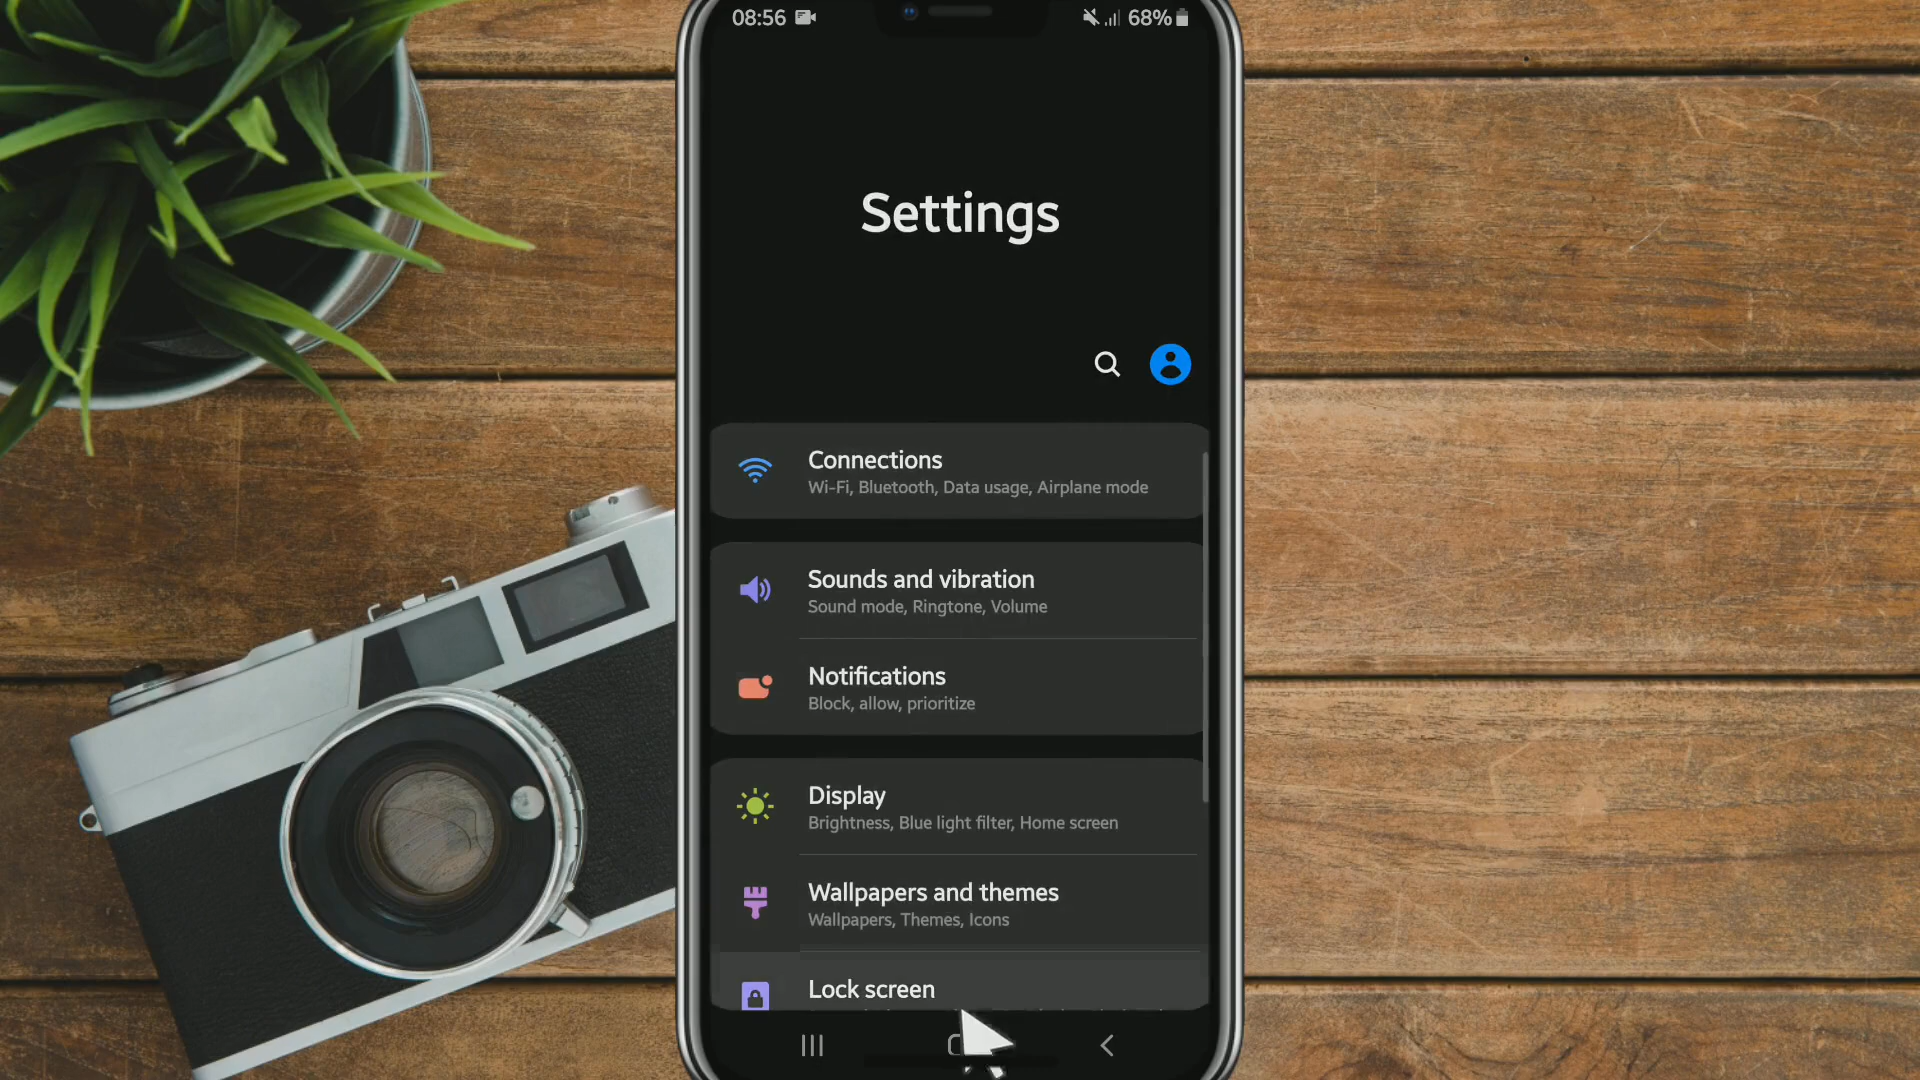 08:56
68%
Settings
Connections
Wi-Fi, Bluetooth, Data usage, Airplane mode
Sounds and vibration
Sound mode, Ringtone, Volume
Notifications
Block, allow, prioritize
Display
Brightness, Blue light filter, Home screen
Wallpapers and themes
Wallpapers, Themes, Icons
Lock screen